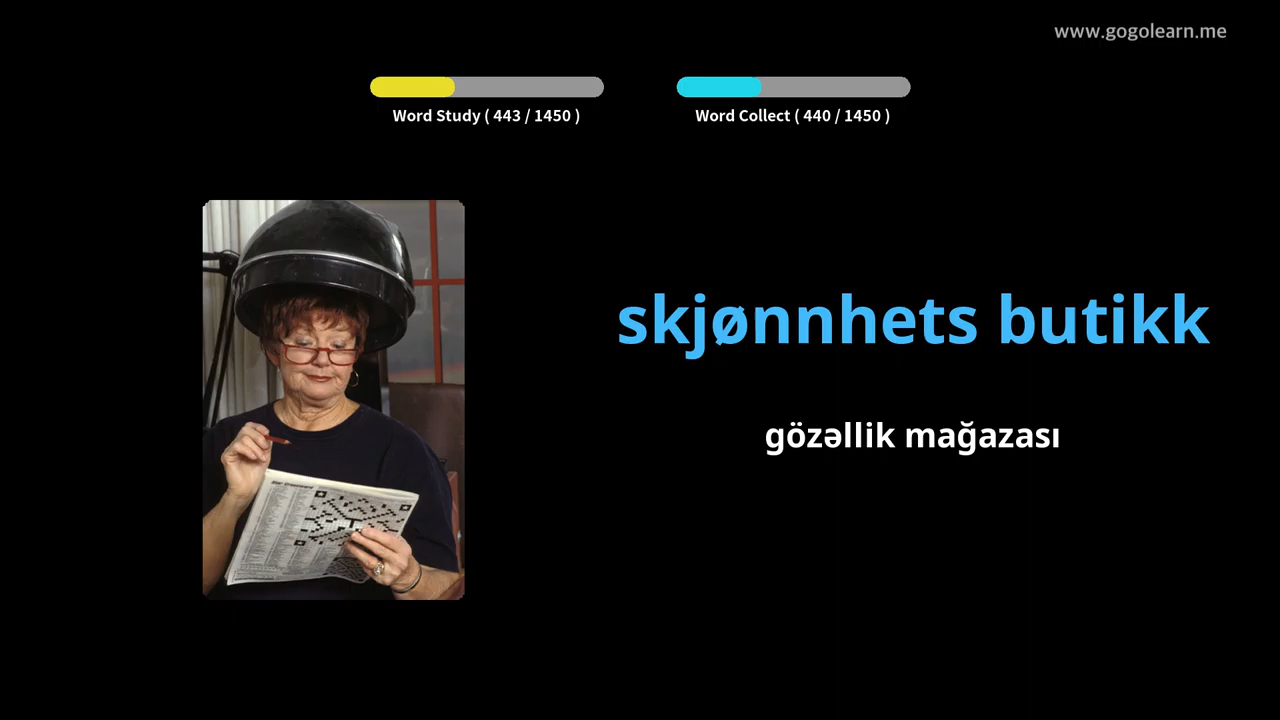 www.gogolearn.me
Word Study ( 443 / 1450 )
Word Collect ( 440 / 1450 )
skjønnhets butikk
gözəllik mağazası